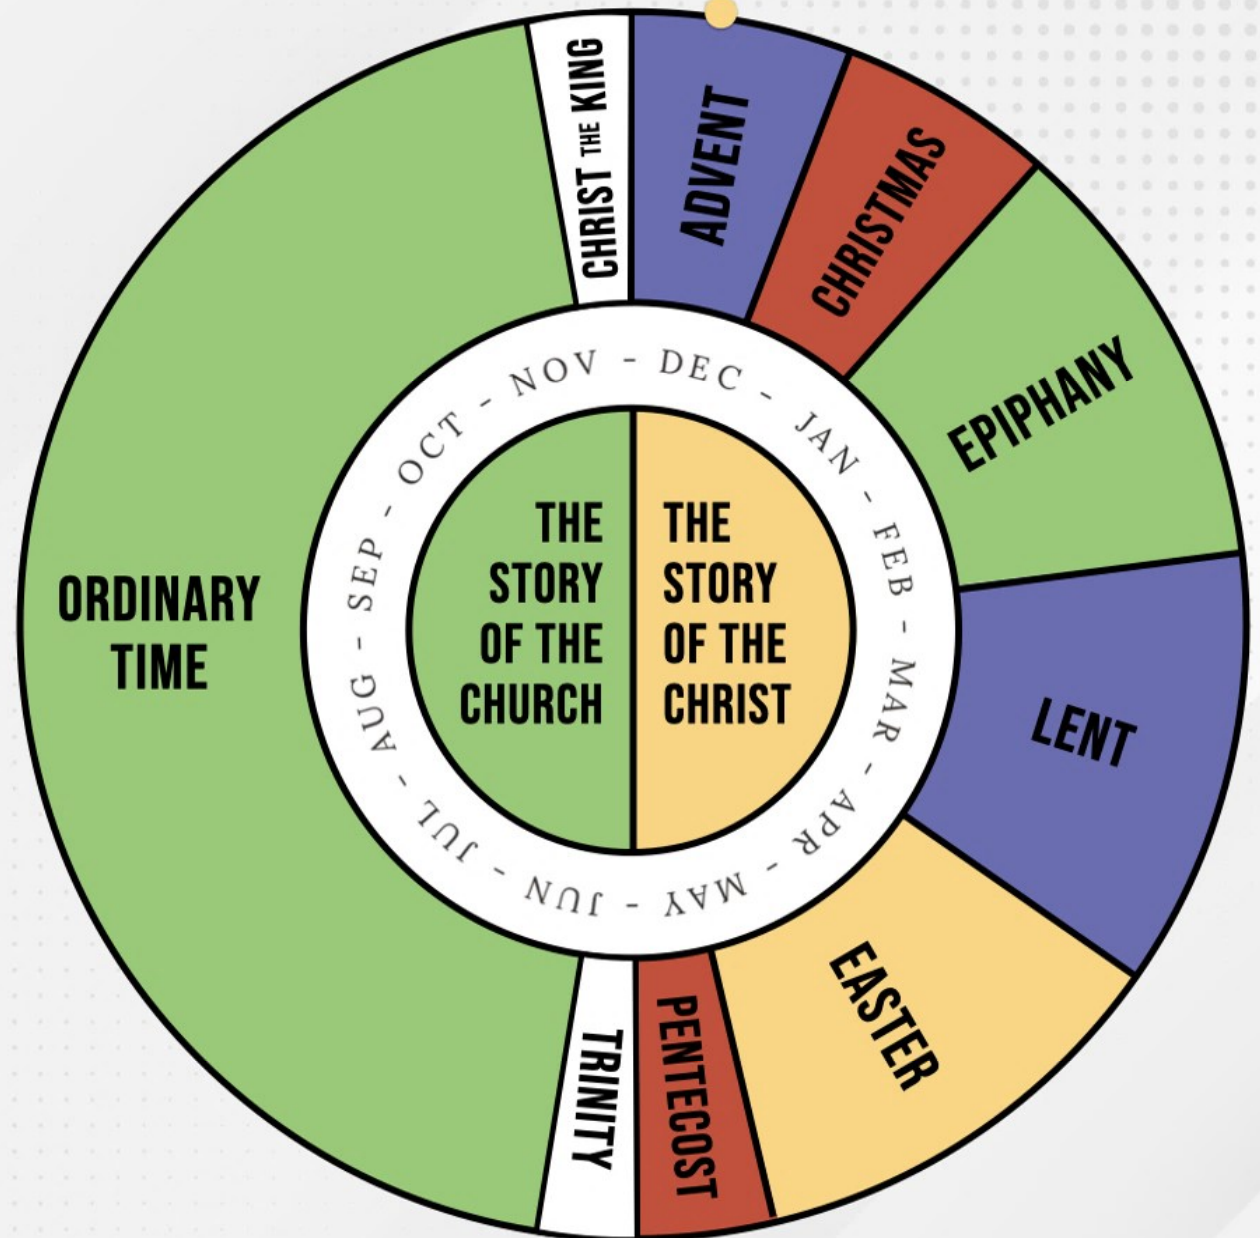 CHRIST THE KING
ADVENT
CHRISTMAS
EPIPHANY
LENT
EASTER
PENTECOST
TRINITY
ORDINARY
TIME
DEC - JAN - FEB - MAR - APR - MAY - JUN - JUL - AUG - SEP - OCT - NOV -
THE
STORY
OF THE
CHURCH
THE
STORY
OF THE
CHRIST